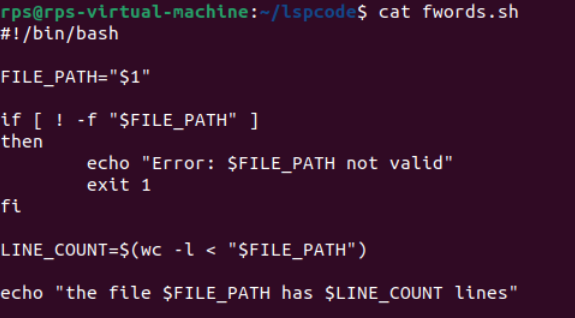 rps@rps-virtual-machine:~/lspcode$ cat fwords.sh
#!/bin/bash
FILE_PATH="$1"
if [ ! -f "$FILE_PATH" ]
then
        echo "Error: $FILE_PATH not valid"
        exit 1
fi
LINE_COUNT=$(wc -l < "$FILE_PATH")
echo "the file $FILE_PATH has $LINE_COUNT lines"